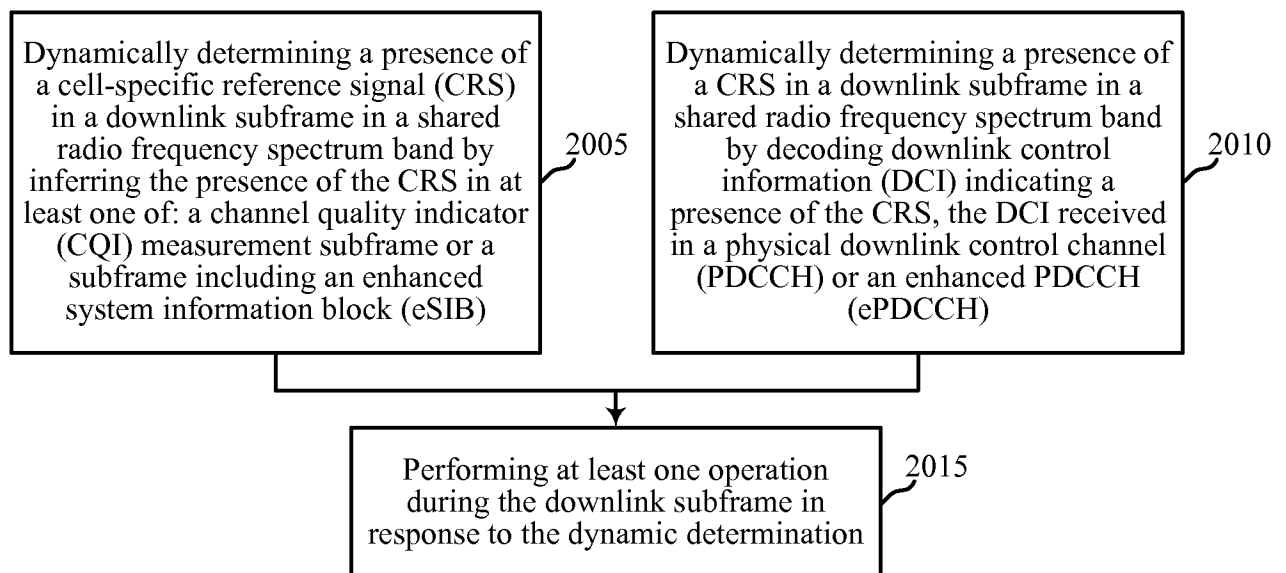 Dynamically determining a presence of
a cell-specific reference signal (CRS)
in a downlink subframe in a shared
radio frequency spectrum band by
inferring the presence of the CRS in at
least one of: a channel quality indicator
(CQI) measurement subframe or a
subframe including an enhanced
system information block (eSIB)
2005
Dynamically determining a presence of
a CRS in a downlink subframe in a
shared radio frequency spectrum band
by decoding downlink control
information (DCI) indicating a
presence of the CRS, the DCI received
in a physical downlink control channel
(PDCCH) or an enhanced PDCCH
(ePDCCH)
2010
Performing at least one operation
during the downlink subframe in
response to the dynamic determination
2015